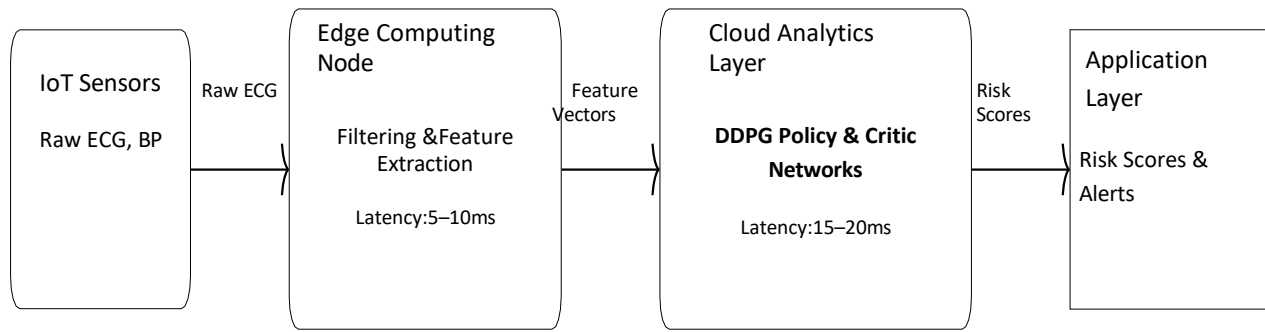 IoT Sensors
Raw ECG, BP
Raw ECG
Edge Computing
Node
Filtering &Feature
Extraction
Latency:5–10ms
Feature
Vectors
Cloud Analytics
Layer
DDPG Policy & Critic
Networks
Latency:15–20ms
Risk
Scores
Application
Layer
Risk Scores &
Alerts